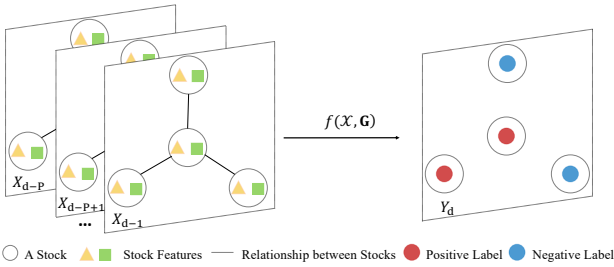 X_{d-P}
X_{d-P+1}
...
X_{d-1}
f(𝒳, G)
Y_d
A Stock Stock Features Relationship between Stocks Positive Label Negative Label